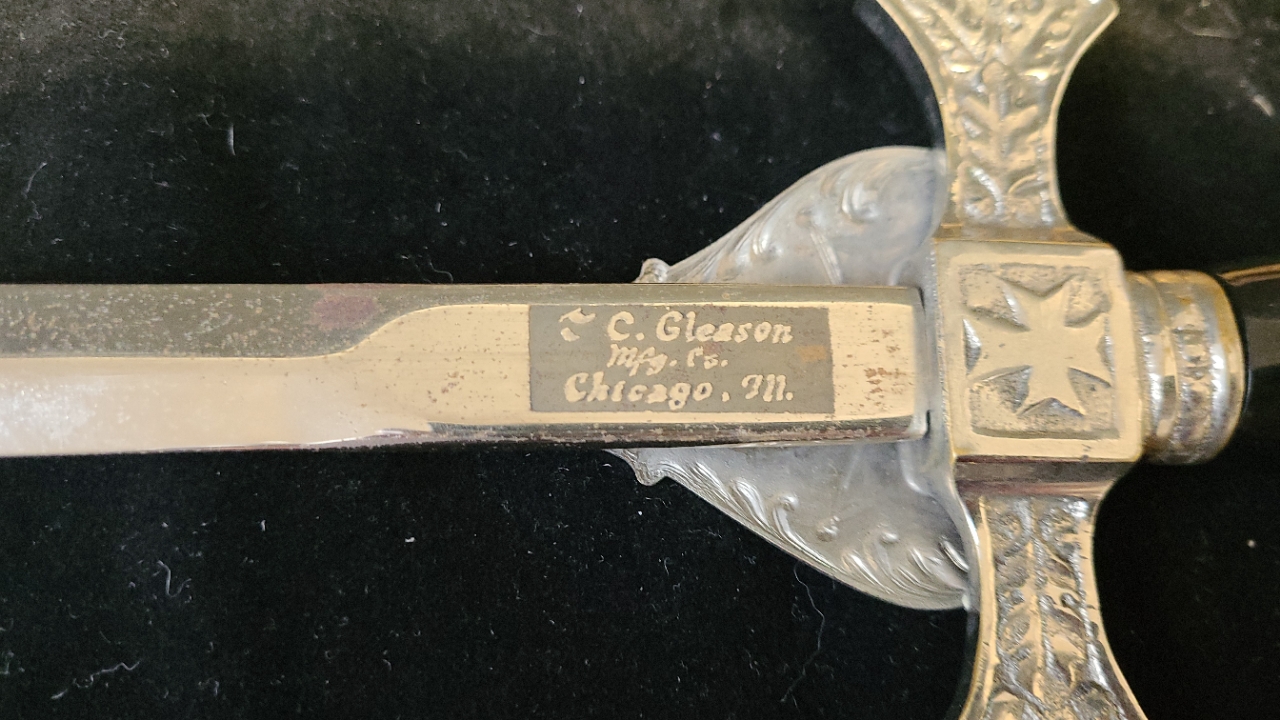 T C. Gleason
Mfg. Co.
Chicago, Ill.